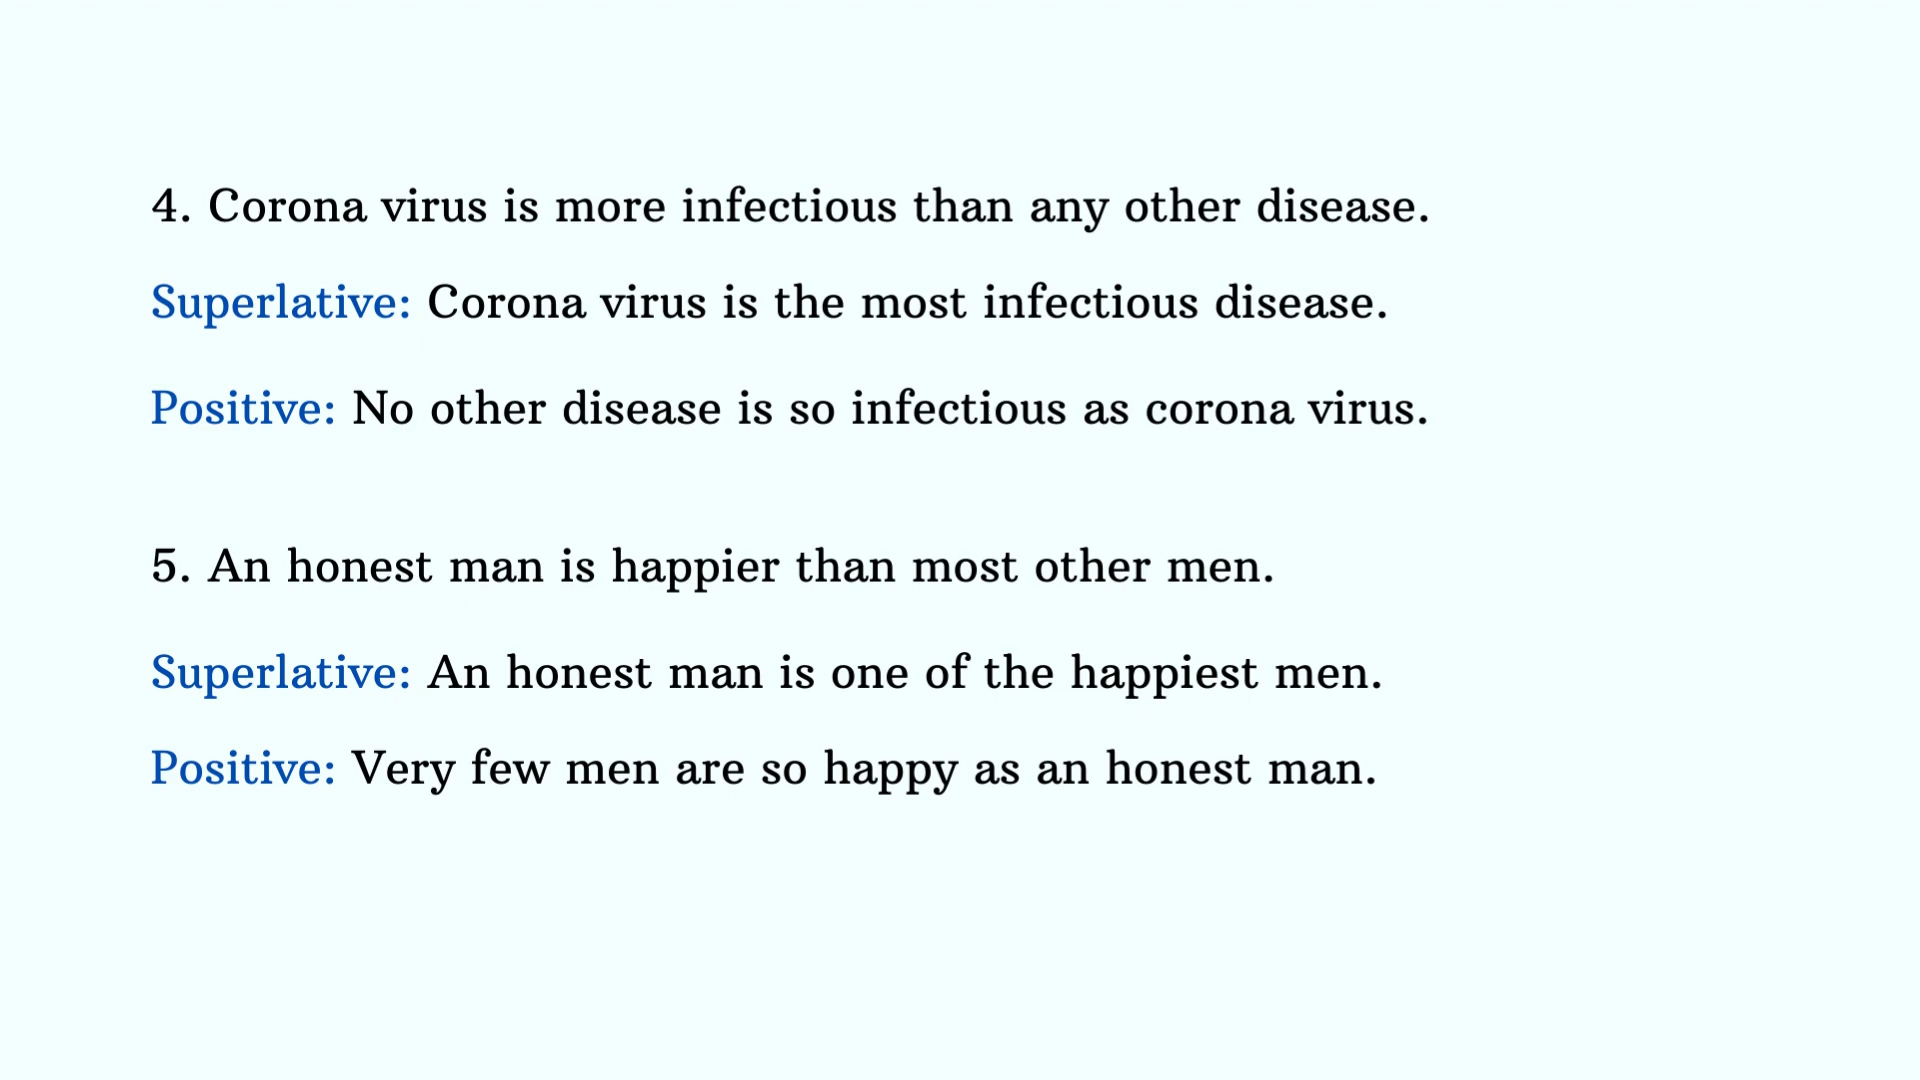 4. Corona virus is more infectious than any other disease.
Superlative: Corona virus is the most infectious disease.
Positive: No other disease is so infectious as corona virus.
5. An honest man is happier than most other men.
Superlative: An honest man is one of the happiest men.
Positive: Very few men are so happy as an honest man.